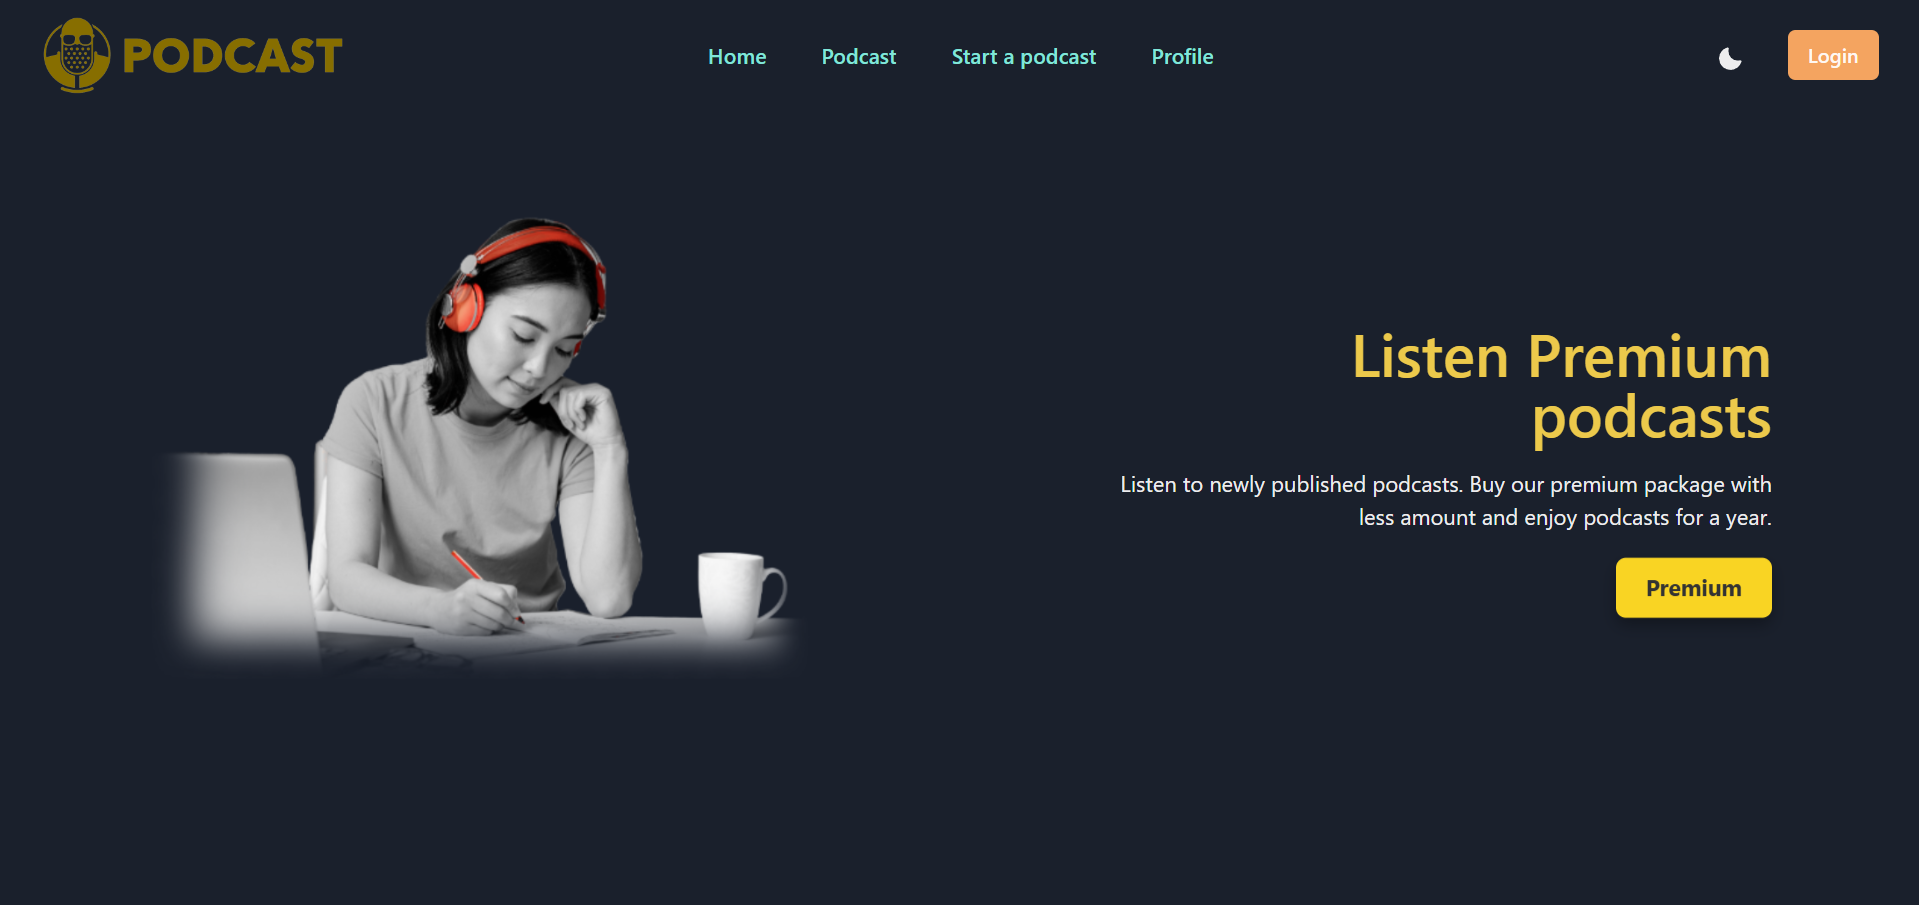 PODCAST
Home
Podcast
Start a podcast
Profile
Login
Listen Premium
podcasts
Listen to newly published podcasts. Buy our premium package with
less amount and enjoy podcasts for a year.
Premium